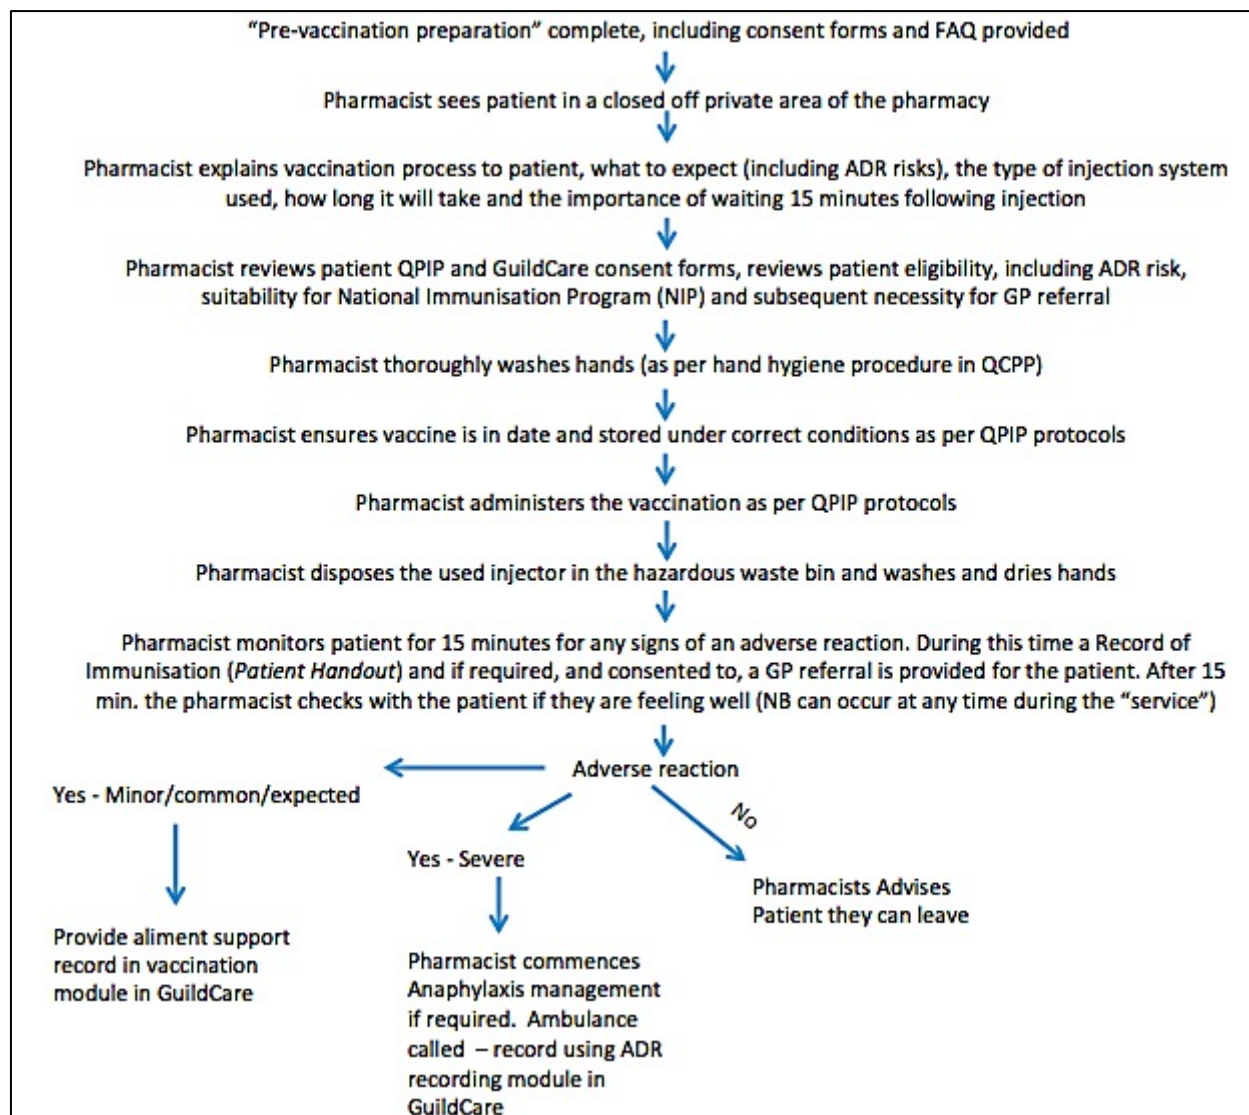 “Pre-vaccination preparation” complete, including consent forms and FAQ provided
Pharmacist sees patient in a closed off private area of the pharmacy
Pharmacist explains vaccination process to patient, what to expect (including ADR risks), the type of injection system
used, how long it will take and the importance of waiting 15 minutes following injection
Pharmacist reviews patient QPIP and GuildCare consent forms, reviews patient eligibility, including ADR risk,
suitability for National Immunisation Program (NIP) and subsequent necessity for GP referral
Pharmacist thoroughly washes hands (as per hand hygiene procedure in QCPP)
Pharmacist ensures vaccine is in date and stored under correct conditions as per QPIP protocols
Pharmacist administers the vaccination as per QPIP protocols
Pharmacist disposes the used injector in the hazardous waste bin and washes and dries hands
Pharmacist monitors patient for 15 minutes for any signs of an adverse reaction. During this time a Record of
Immunisation (Patient Handout) and if required, and consented to, a GP referral is provided for the patient. After 15
min. the pharmacist checks with the patient if they are feeling well (NB can occur at any time during the “service”)
Adverse reaction
Yes - Minor/common/expected
Provide aliment support
record in vaccination
module in GuildCare
Yes - Severe
Pharmacist commences
Anaphylaxis management
if required. Ambulance
called – record using ADR
recording module in
GuildCare
No
Pharmacists Advises
Patient they can leave